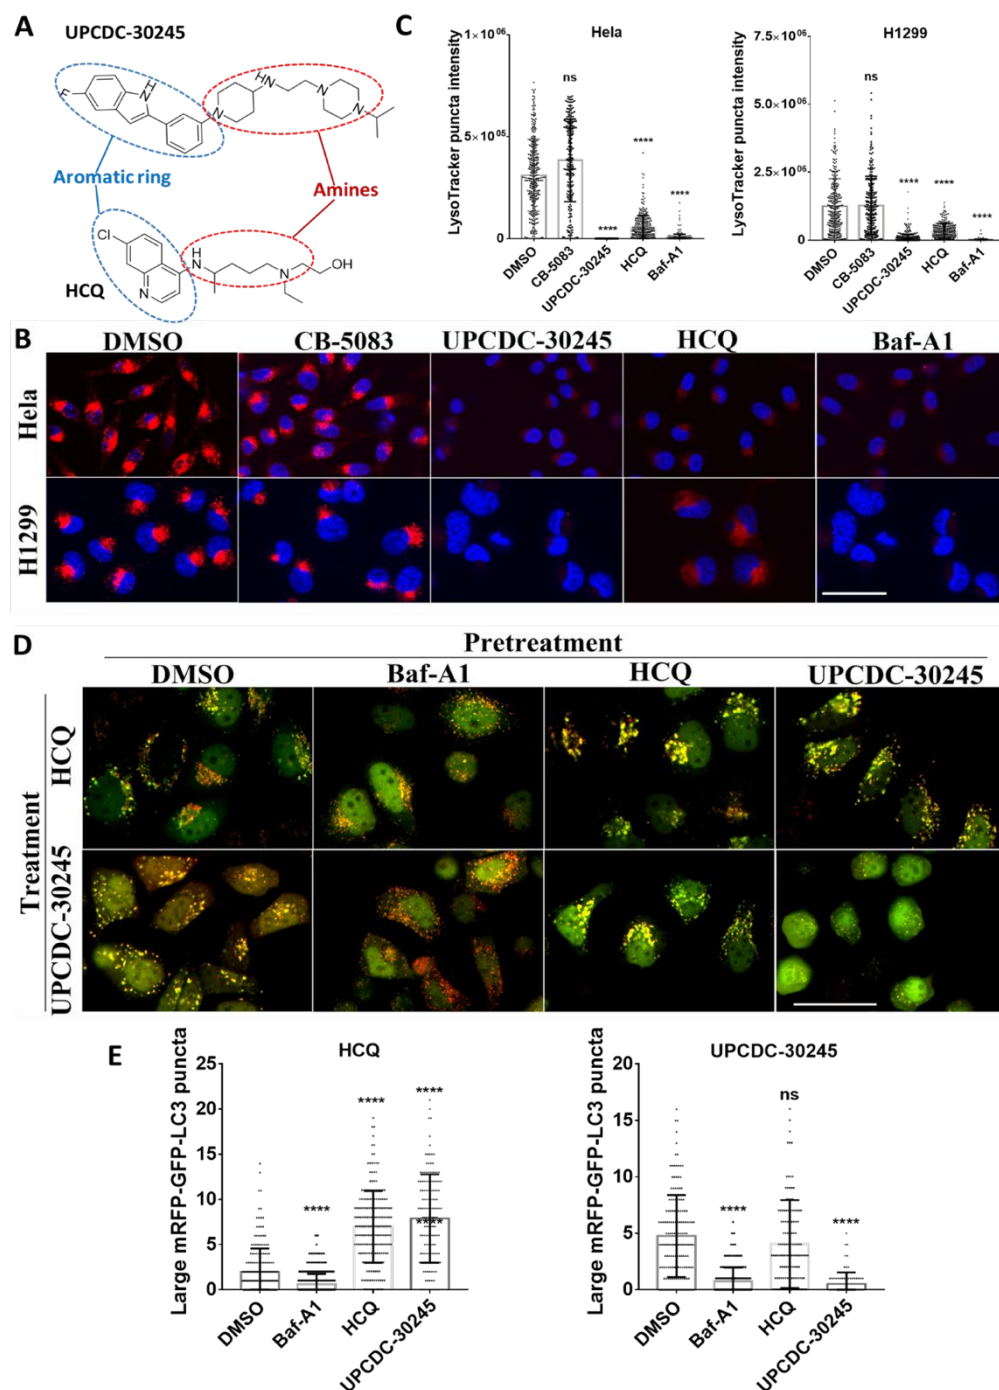 A
UPCDC-30245
F
H
N
N
H
N
N
N
Aromatic ring
Amines
Cl
H
N
N
N
OH
HCQ
C
Hela
LysoTracker puncta intensity
1×10⁰⁶
5×10⁰⁵
0
ns
****
****
****
DMSO
CB-5083
UPCDC-30245
HCQ
Baf-A1
H1299
LysoTracker puncta intensity
7.5×10⁰⁶
5.0×10⁰⁶
2.5×10⁰⁶
0
ns
****
****
****
DMSO
CB-5083
UPCDC-30245
HCQ
Baf-A1
B
DMSO CB-5083 UPCDC-30245 HCQ Baf-A1
Hela
H1299
D
Pretreatment
DMSO Baf-A1 HCQ UPCDC-30245
Treatment
HCQ
UPCDC-30245
E
HCQ
Large mRFP-GFP-LC3 puncta
25
20
15
10
5
0
****
****
****
****
DMSO
Baf-A1
HCQ
UPCDC-30245
UPCDC-30245
Large mRFP-GFP-LC3 puncta
20
15
10
5
0
****
ns
****
DMSO
Baf-A1
HCQ
UPCDC-30245